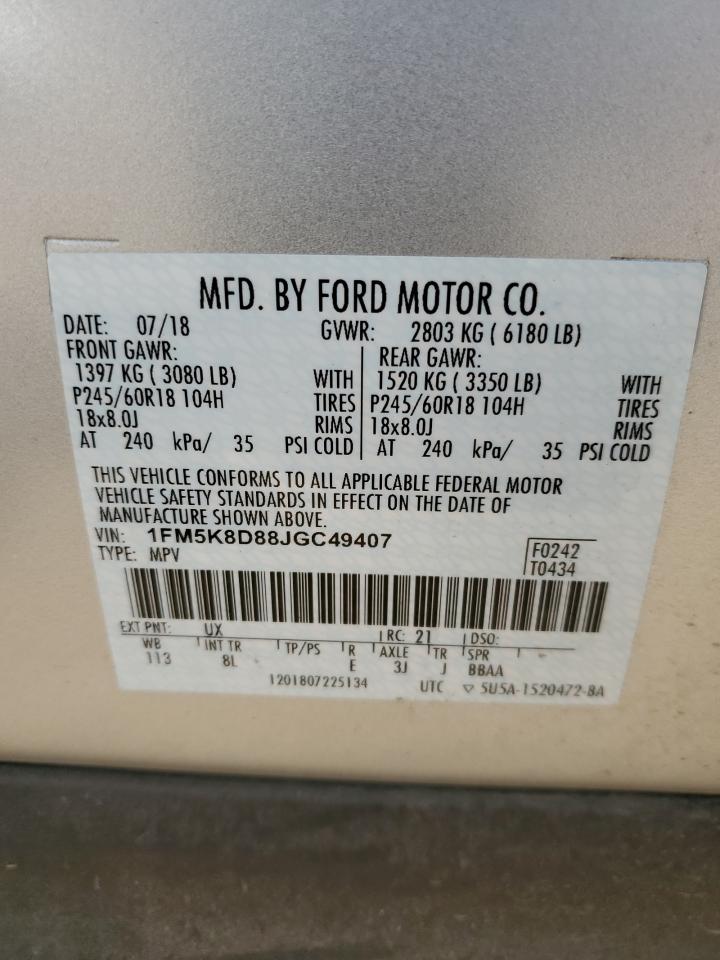 MFD. BY FORD MOTOR CO.
DATE: 07/18 GVWR: 2803 KG ( 6180 LB)
FRONT GAWR: REAR GAWR:
1397 KG ( 3080 LB) WITH 1520 KG ( 3350 LB) WITH
P245/60R18 104H TIRES P245/60R18 104H TIRES
18x8.0J RIMS 18x8.0J RIMS
AT 240 kPa/ 35 PSI COLD AT 240 kPa/ 35 PSI COLD
THIS VEHICLE CONFORMS TO ALL APPLICABLE FEDERAL MOTOR
VEHICLE SAFETY STANDARDS IN EFFECT ON THE DATE OF
MANUFACTURE SHOWN ABOVE.
VIN: 1FM5K8D88JGC49407
TYPE: MPV F0242
T0434
EXT PNT: UX RC: 21 DSO:
WB INT TR TP/PS R AXLE TR SPR
113 8L E 3J J BBAA
1201807225134 UTC ▽ 5U5A-1520472-BA